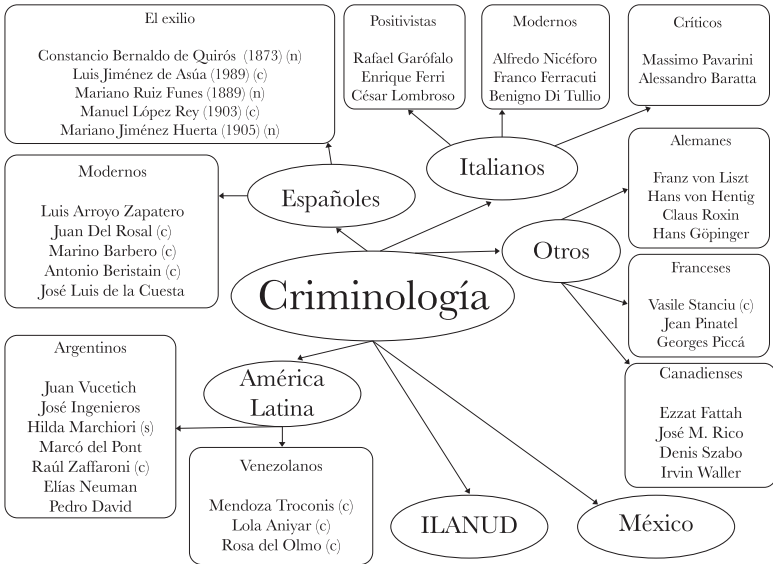 El exilio
Constancio Bernaldo de Quirós (1873) (n)
Luis Jiménez de Asúa (1989) (c)
Mariano Ruiz Funes (1889) (n)
Manuel López Rey (1903) (c)
Mariano Jiménez Huerta (1905) (n)
Positivistas
Rafael Garófalo
Enrique Ferri
César Lombroso
Modernos
Alfredo Nicéforo
Franco Ferracuti
Benigno Di Tullio
Críticos
Massimo Pavarini
Alessandro Baratta
Modernos
Luis Arroyo Zapatero
Juan Del Rosal (c)
Marino Barbero (c)
Antonio Beristain (c)
José Luis de la Cuesta
Españoles
Italianos
Otros
Alemanes
Franz von Liszt
Hans von Hentig
Claus Roxin
Hans Göpinger
Criminología
Franceses
Vasile Stanciu (c)
Jean Pinatel
Georges Piccá
Argentinos
Juan Vucetich
José Ingenieros
Hilda Marchiori (s)
Marcó del Pont
Raúl Zaffaroni (c)
Elías Neuman
Pedro David
América
Latina
Canadienses
Ezzat Fattah
José M. Rico
Denis Szabo
Irvin Waller
Venezolanos
Mendoza Troconis (c)
Lola Aniyar (c)
Rosa del Olmo (c)
ILANUD
México